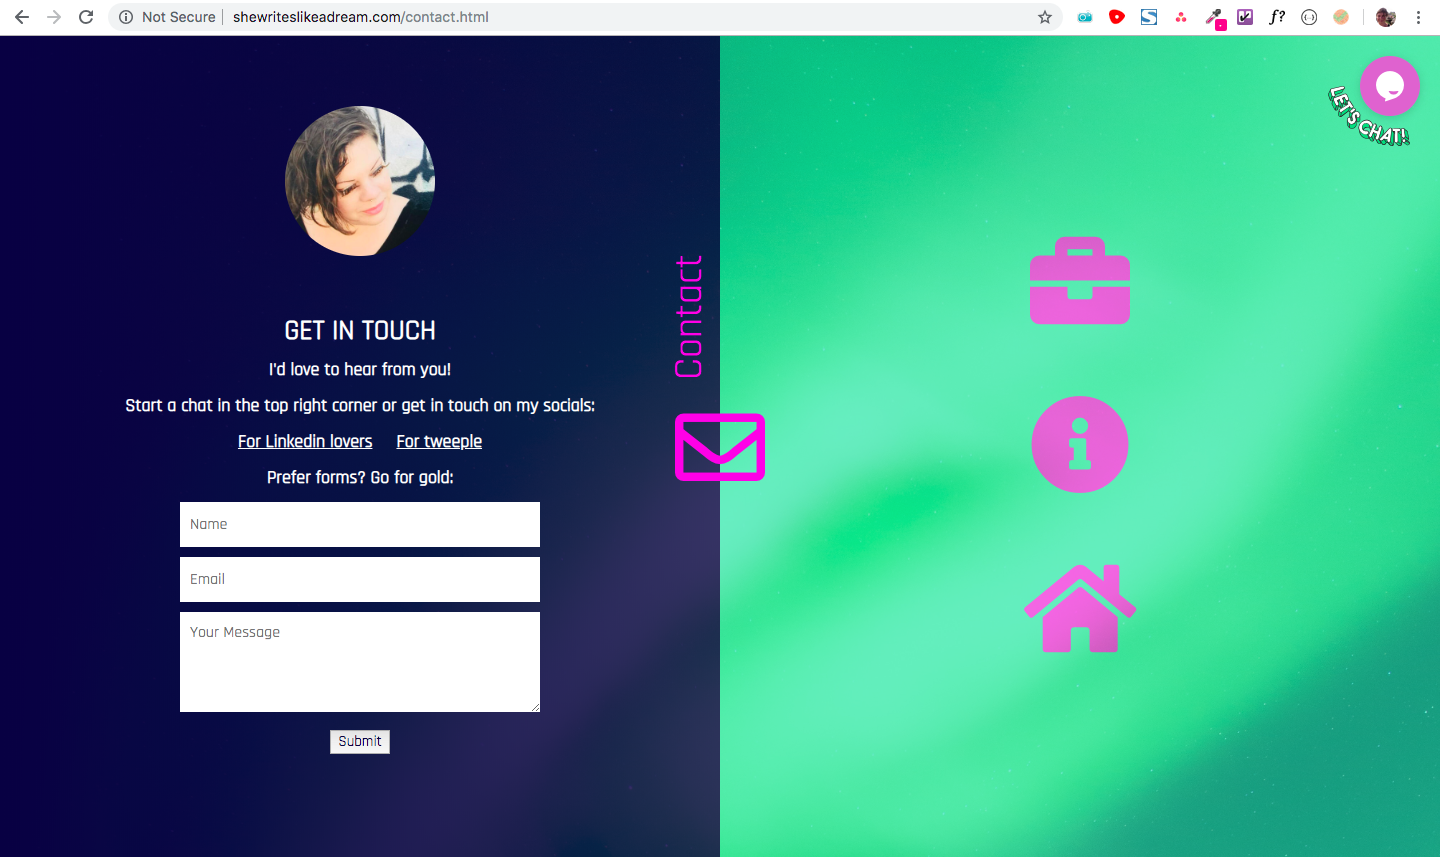 Not Secure | shewriteslikeadream.com/contact.html
f?
LET'S CHAT!
Contact
GET IN TOUCH
I'd love to hear from you!
Start a chat in the top right corner or get in touch on my socials:
For Linkedin lovers For tweeple
Prefer forms? Go for gold:
Name
Email
Your Message
Submit